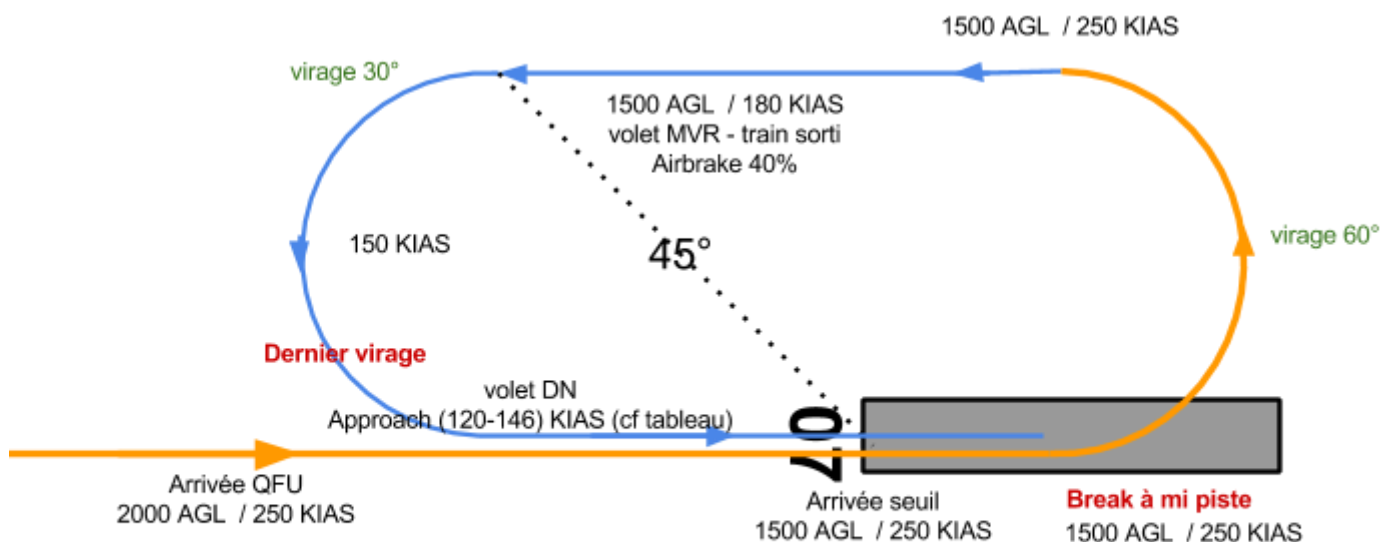 1500 AGL / 250 KIAS
virage 30°
1500 AGL / 180 KIAS
volet MVR - train sorti
Airbrake 40%
virage 60°
150 KIAS
45°
Dernier virage
volet DN
Approach (120-146) KIAS (cf tableau)
07
Arrivée QFU
2000 AGL / 250 KIAS
Arrivée seuil
1500 AGL / 250 KIAS
Break à mi piste
1500 AGL / 250 KIAS